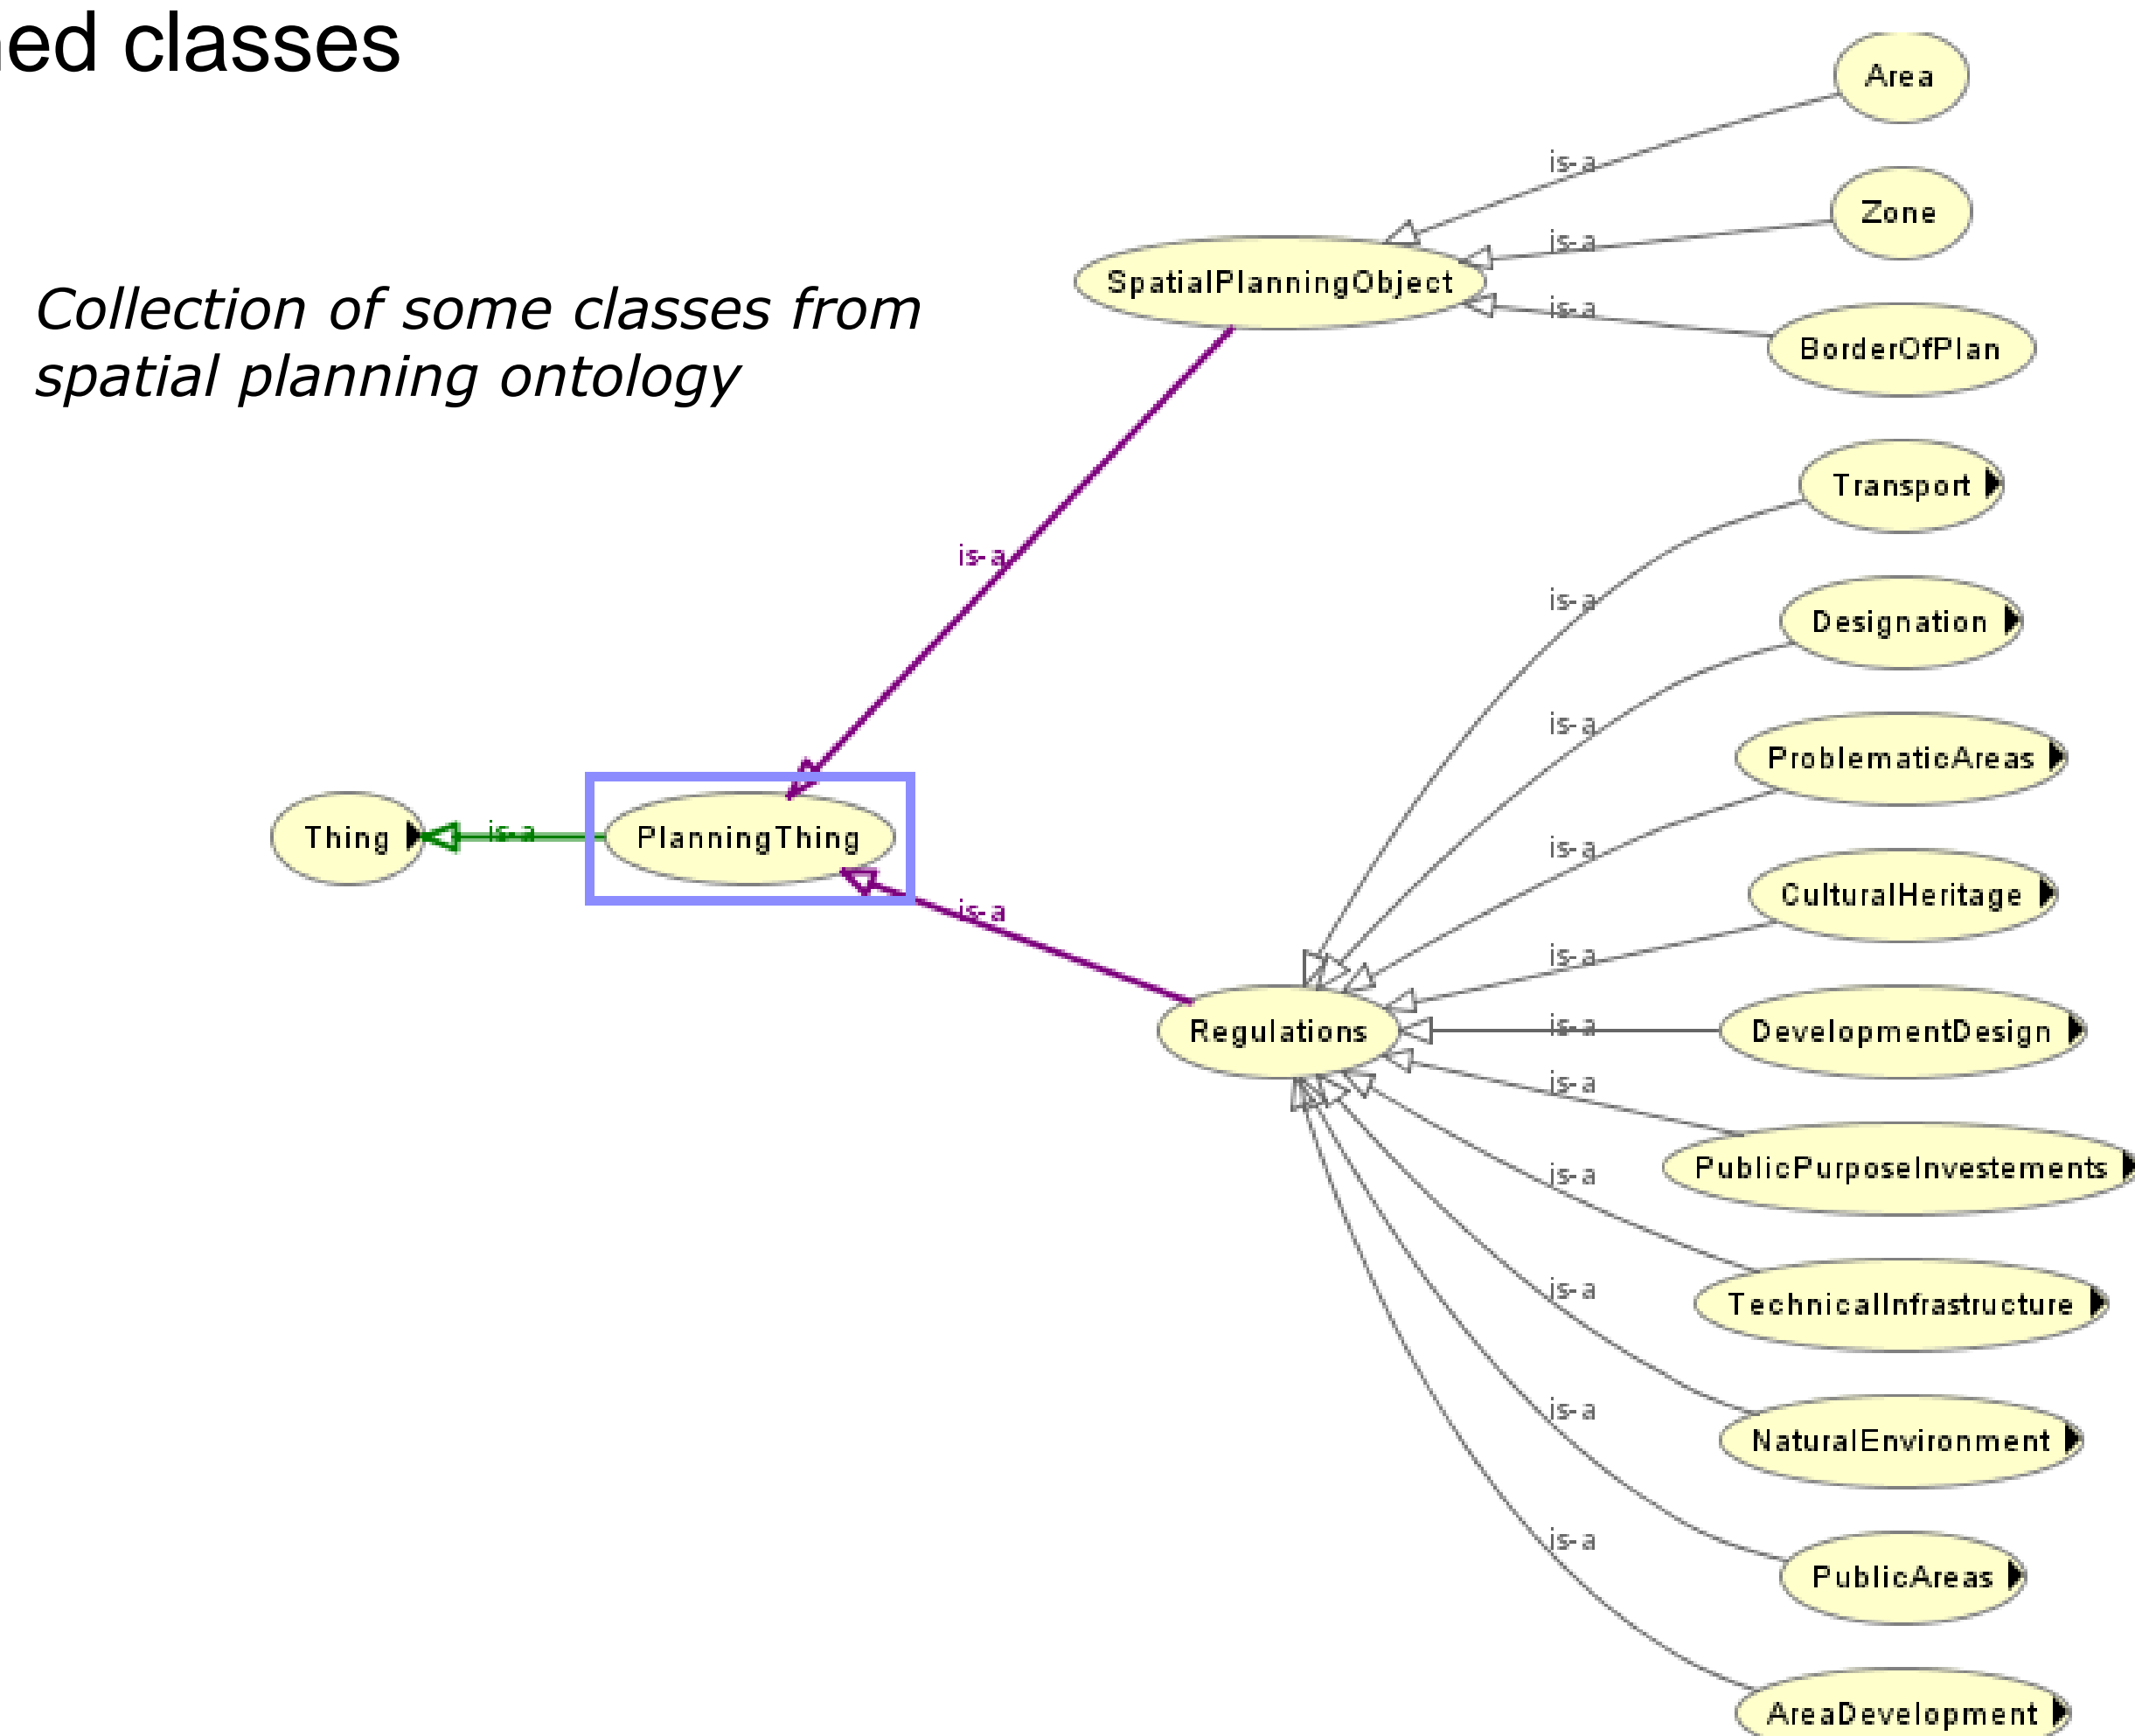 ned classes
Collection of some classes from
spatial planning ontology
Area
is-a
Zone
is-a
SpatialPlanningObject
is-a
BorderOfPlan
Transport
is-a
is-a
Designation
is-a
ProblematicAreas
Thing
is-a
PlanningThing
is-a
CulturalHeritage
is-a
is-a
Regulations
is-a
DevelopmentDesign
is-a
PublicPurposeInvestements
is-a
TechnicalInfrastructure
is-a
NaturalEnvironment
is-a
PublicAreas
is-a
AreaDevelopment